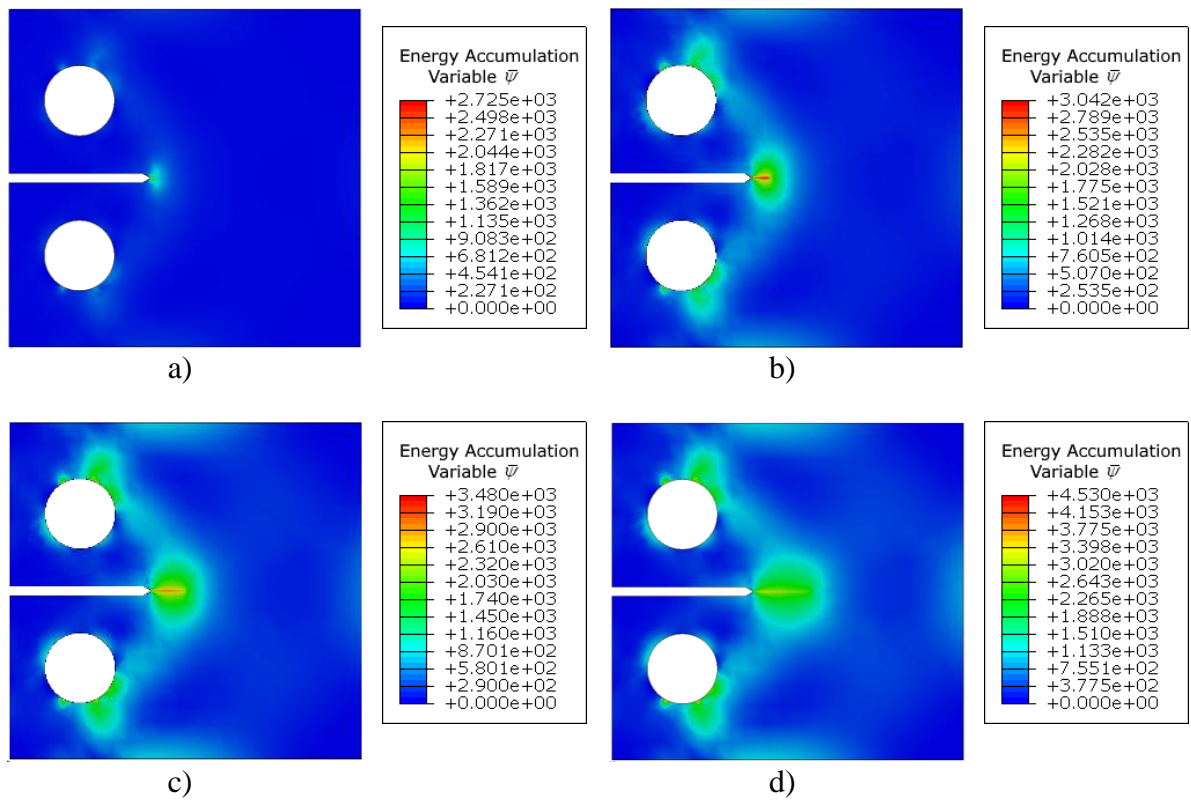 Energy Accumulation
Variable ψ̅
+2.725e+03
+2.498e+03
+2.271e+03
+2.044e+03
+1.817e+03
+1.589e+03
+1.362e+03
+1.135e+03
+9.083e+02
+6.812e+02
+4.541e+02
+2.271e+02
+0.000e+00
a)
Energy Accumulation
Variable ψ̅
+3.042e+03
+2.789e+03
+2.535e+03
+2.282e+03
+2.028e+03
+1.775e+03
+1.521e+03
+1.268e+03
+1.014e+03
+7.605e+02
+5.070e+02
+2.535e+02
+0.000e+00
b)
Energy Accumulation
Variable ψ̅
+3.480e+03
+3.190e+03
+2.900e+03
+2.610e+03
+2.320e+03
+2.030e+03
+1.740e+03
+1.450e+03
+1.160e+03
+8.701e+02
+5.801e+02
+2.900e+02
+0.000e+00
c)
Energy Accumulation
Variable ψ̅
+4.530e+03
+4.153e+03
+3.775e+03
+3.398e+03
+3.020e+03
+2.643e+03
+2.265e+03
+1.888e+03
+1.510e+03
+1.133e+03
+7.551e+02
+3.775e+02
+0.000e+00
d)